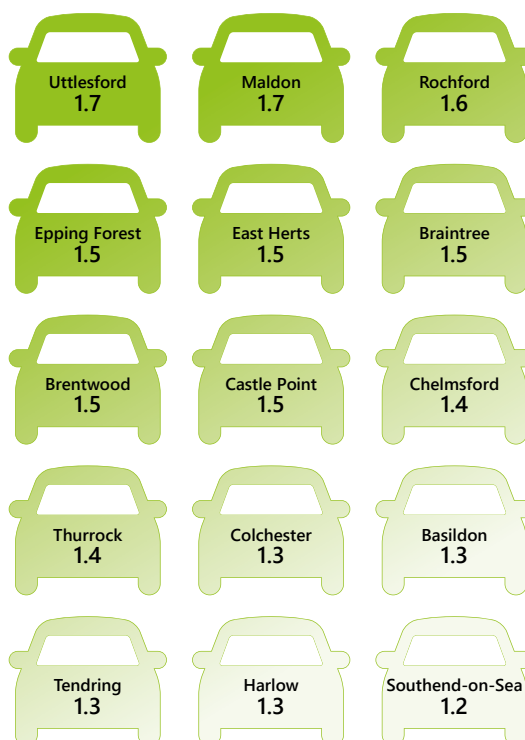 Uttlesford
1.7
Maldon
1.7
Rochford
1.6
Epping Forest
1.5
East Herts
1.5
Braintree
1.5
Brentwood
1.5
Castle Point
1.5
Chelmsford
1.4
Thurrock
1.4
Colchester
1.3
Basildon
1.3
Tendring
1.3
Harlow
1.3
Southend-on-Sea
1.2